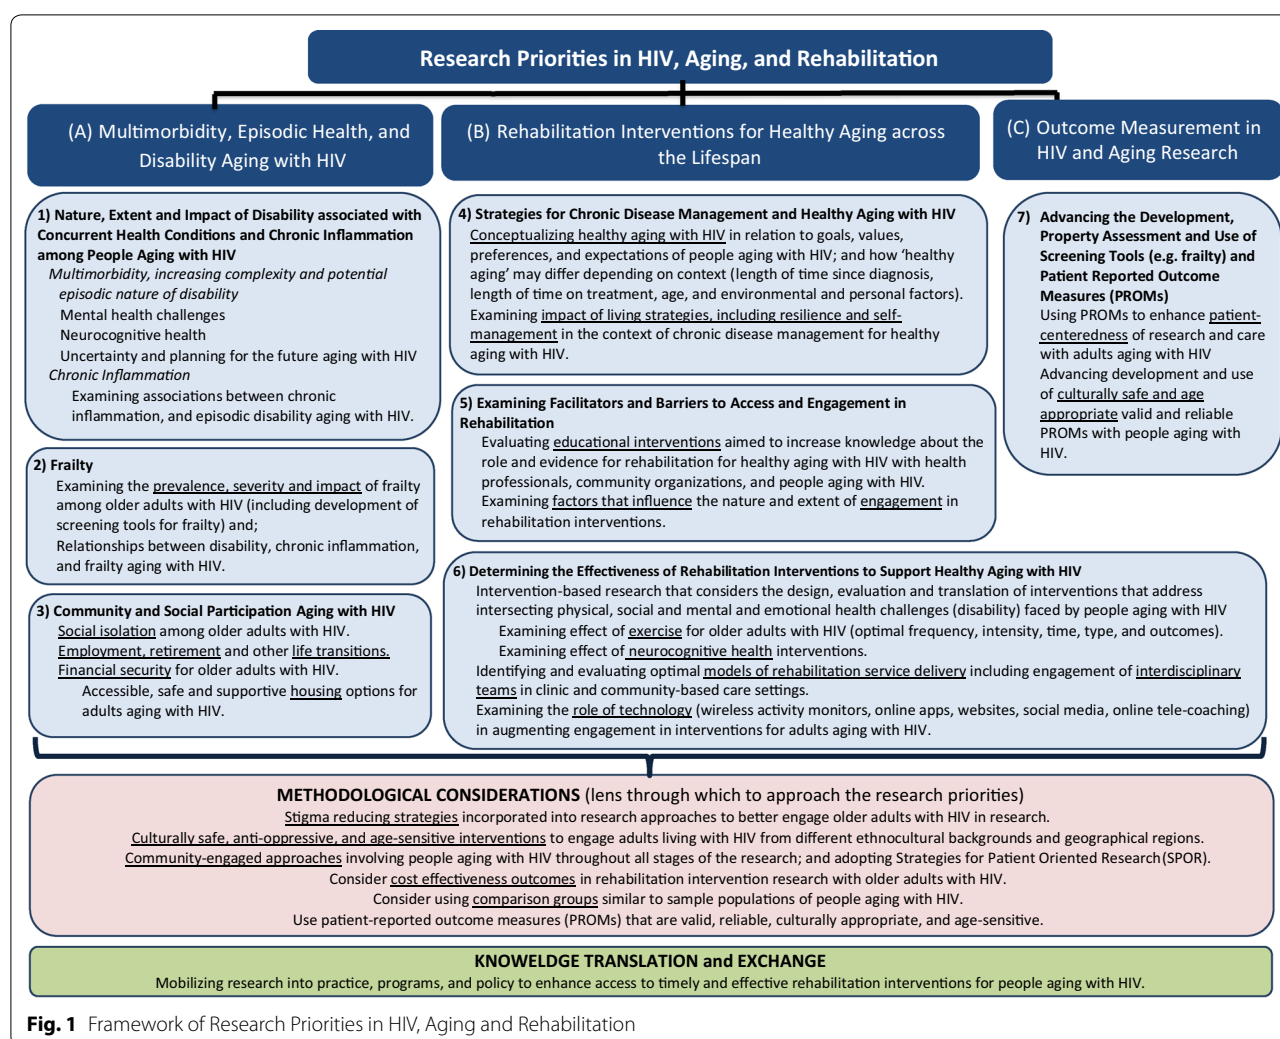 Research Priorities in HIV, Aging, and Rehabilitation
(A) Multimorbidity, Episodic Health, and
Disability Aging with HIV
1) Nature, Extent and Impact of Disability associated with
Concurrent Health Conditions and Chronic Inflammation
among People Aging with HIV
Multimorbidity, increasing complexity and potential
episodic nature of disability
Mental health challenges
Neurocognitive health
Uncertainty and planning for the future aging with HIV
Chronic Inflammation
Examining associations between chronic
inflammation, and episodic disability aging with HIV.
2) Frailty
Examining the prevalence, severity and impact of frailty
among older adults with HIV (including development of
screening tools for frailty) and;
Relationships between disability, chronic inflammation,
and frailty aging with HIV.
3) Community and Social Participation Aging with HIV
Social isolation among older adults with HIV.
Employment, retirement and other life transitions.
Financial security for older adults with HIV.
Accessible, safe and supportive housing options for
adults aging with HIV.
(B) Rehabilitation Interventions for Healthy Aging across
the Lifespan
4) Strategies for Chronic Disease Management and Healthy Aging with HIV
Conceptualizing healthy aging with HIV in relation to goals, values,
preferences, and expectations of people aging with HIV; and how ‘healthy
aging’ may differ depending on context (length of time since diagnosis,
length of time on treatment, age, and environmental and personal factors).
Examining impact of living strategies, including resilience and self-
management in the context of chronic disease management for healthy
aging with HIV.
5) Examining Facilitators and Barriers to Access and Engagement in
Rehabilitation
Evaluating educational interventions aimed to increase knowledge about the
role and evidence for rehabilitation for healthy aging with HIV with health
professionals, community organizations, and people aging with HIV.
Examining factors that influence the nature and extent of engagement in
rehabilitation interventions.
6) Determining the Effectiveness of Rehabilitation Interventions to Support Healthy Aging with HIV
Intervention-based research that considers the design, evaluation and translation of interventions that address
intersecting physical, social and mental and emotional health challenges (disability) faced by people aging with HIV
Examining effect of exercise for older adults with HIV (optimal frequency, intensity, time, type, and outcomes).
Examining effect of neurocognitive health interventions.
Identifying and evaluating optimal models of rehabilitation service delivery including engagement of interdisciplinary
teams in clinic and community-based care settings.
Examining the role of technology (wireless activity monitors, online apps, websites, social media, online tele-coaching)
in augmenting engagement in interventions for adults aging with HIV.
(C) Outcome Measurement in
HIV and Aging Research
7) Advancing the Development,
Property Assessment and Use of
Screening Tools (e.g. frailty) and
Patient Reported Outcome
Measures (PROMs)
Using PROMs to enhance patient-
centeredness of research and care
with adults aging with HIV
Advancing development and use
of culturally safe and age
appropriate valid and reliable
PROMs with people aging with
HIV.
METHODOLOGICAL CONSIDERATIONS (lens through which to approach the research priorities)
Stigma reducing strategies incorporated into research approaches to better engage older adults with HIV in research.
Culturally safe, anti-oppressive, and age-sensitive interventions to engage adults living with HIV from different ethnocultural backgrounds and geographical regions.
Community-engaged approaches involving people aging with HIV throughout all stages of the research; and adopting Strategies for Patient Oriented Research (SPOR).
Consider cost effectiveness outcomes in rehabilitation intervention research with older adults with HIV.
Consider using comparison groups similar to sample populations of people aging with HIV.
Use patient-reported outcome measures (PROMs) that are valid, reliable, culturally appropriate, and age-sensitive.
KNOWELDGE TRANSLATION and EXCHANGE
Mobilizing research into practice, programs, and policy to enhance access to timely and effective rehabilitation interventions for people aging with HIV.
Fig. 1 Framework of Research Priorities in HIV, Aging and Rehabilitation